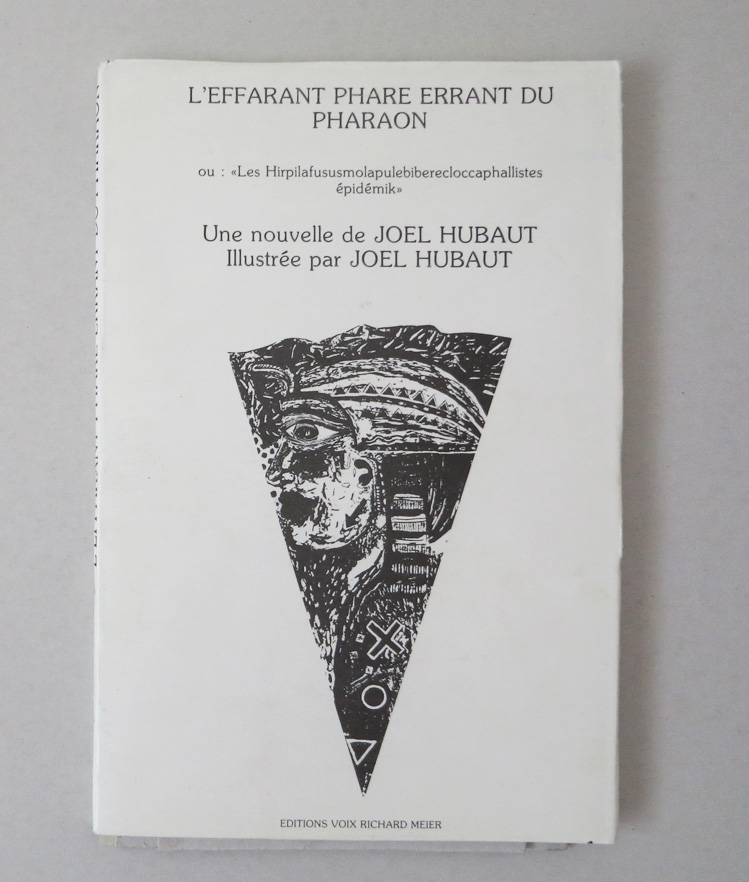 L'EFFARANT PHARE ERRANT DU
PHARAON
ou : «Les Hirpilafususmolapulebiberecloccaphallistes
épidémik»
Une nouvelle de JOEL HUBAUT
Illustrée par JOEL HUBAUT
EDITIONS VOIX RICHARD MEIER